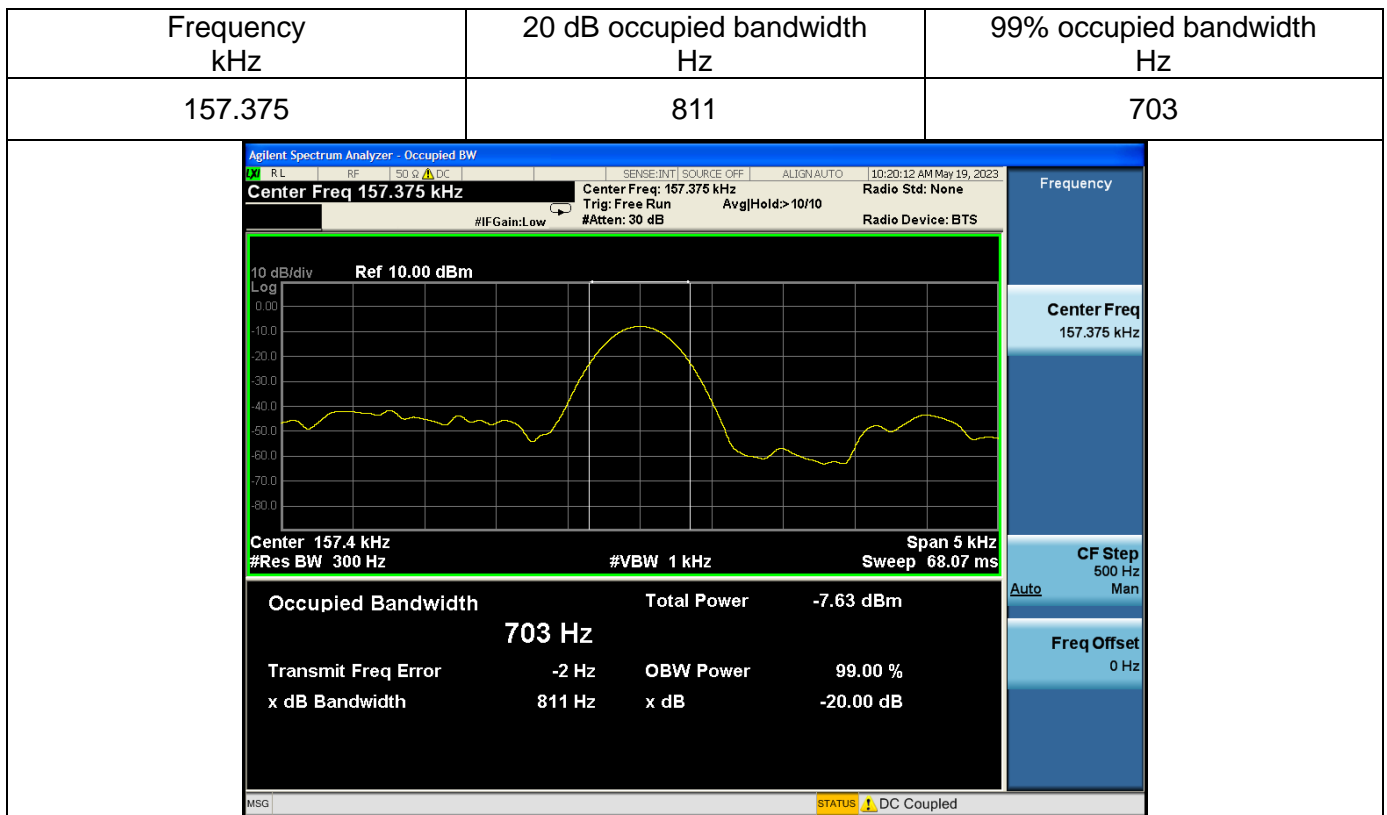 Frequency
kHz
20 dB occupied bandwidth
Hz
99% occupied bandwidth
Hz
157.375
811
703
Agilent Spectrum Analyzer - Occupied BW
LXI RL RF 50 Ω DC SENSE:INT SOURCE OFF ALIGN AUTO 10:20:12 AM May 19, 2023
Center Freq 157.375 kHz
Center Freq: 157.375 kHz
Radio Std: None
Trig: Free Run Avg|Hold:> 10/10
#IFGain:Low
#Atten: 30 dB
Radio Device: BTS
10 dB/div Ref 10.00 dBm
Log
0.00
-10.0
-20.0
-30.0
-40.0
-50.0
-60.0
-70.0
-80.0
Center 157.4 kHz Span 5 kHz
#Res BW 300 Hz #VBW 1 kHz Sweep 68.07 ms
Occupied Bandwidth Total Power -7.63 dBm
703 Hz
Transmit Freq Error -2 Hz OBW Power 99.00 %
x dB Bandwidth 811 Hz x dB -20.00 dB
MSG STATUS DC Coupled
Frequency
Center Freq
157.375 kHz
CF Step
500 Hz
Auto Man
Freq Offset
0 Hz